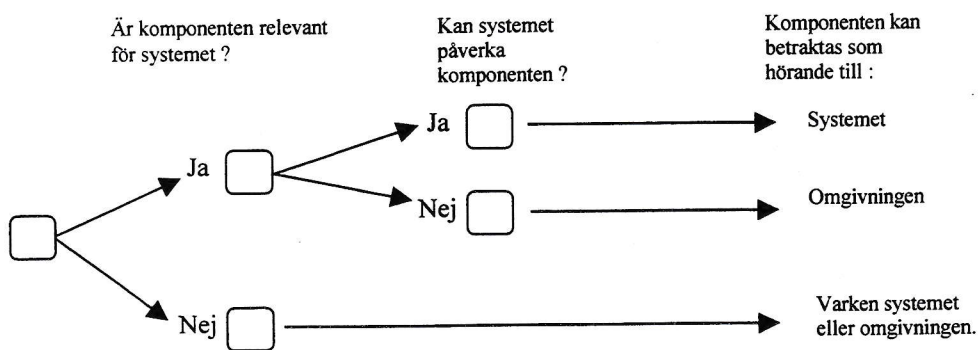 Är komponenten relevant
för systemet ?
Kan systemet
påverka
komponenten ?
Komponenten kan
betraktas som
hörande till :
Ja
Systemet
Ja
Nej
Omgivningen
Nej
Varken systemet
eller omgivningen.